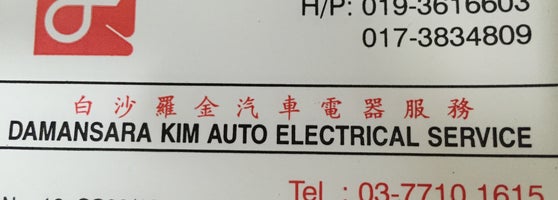 H/P: 019-3616603
017-3834809
白沙羅金汽車電器服務
DAMANSARA KIM AUTO ELECTRICAL SERVICE
Tel : 03-7710 1615